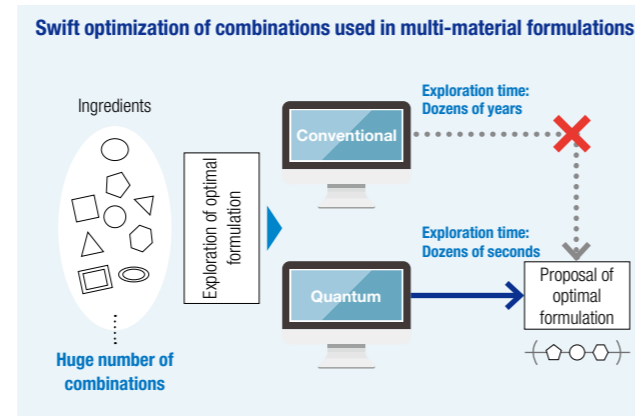 Swift optimization of combinations used in multi-material formulations
Ingredients
Huge number of
combinations
Exploration of optimal
formulation
Conventional
Exploration time:
Dozens of years
Quantum
Exploration time:
Dozens of seconds
Proposal of
optimal
formulation